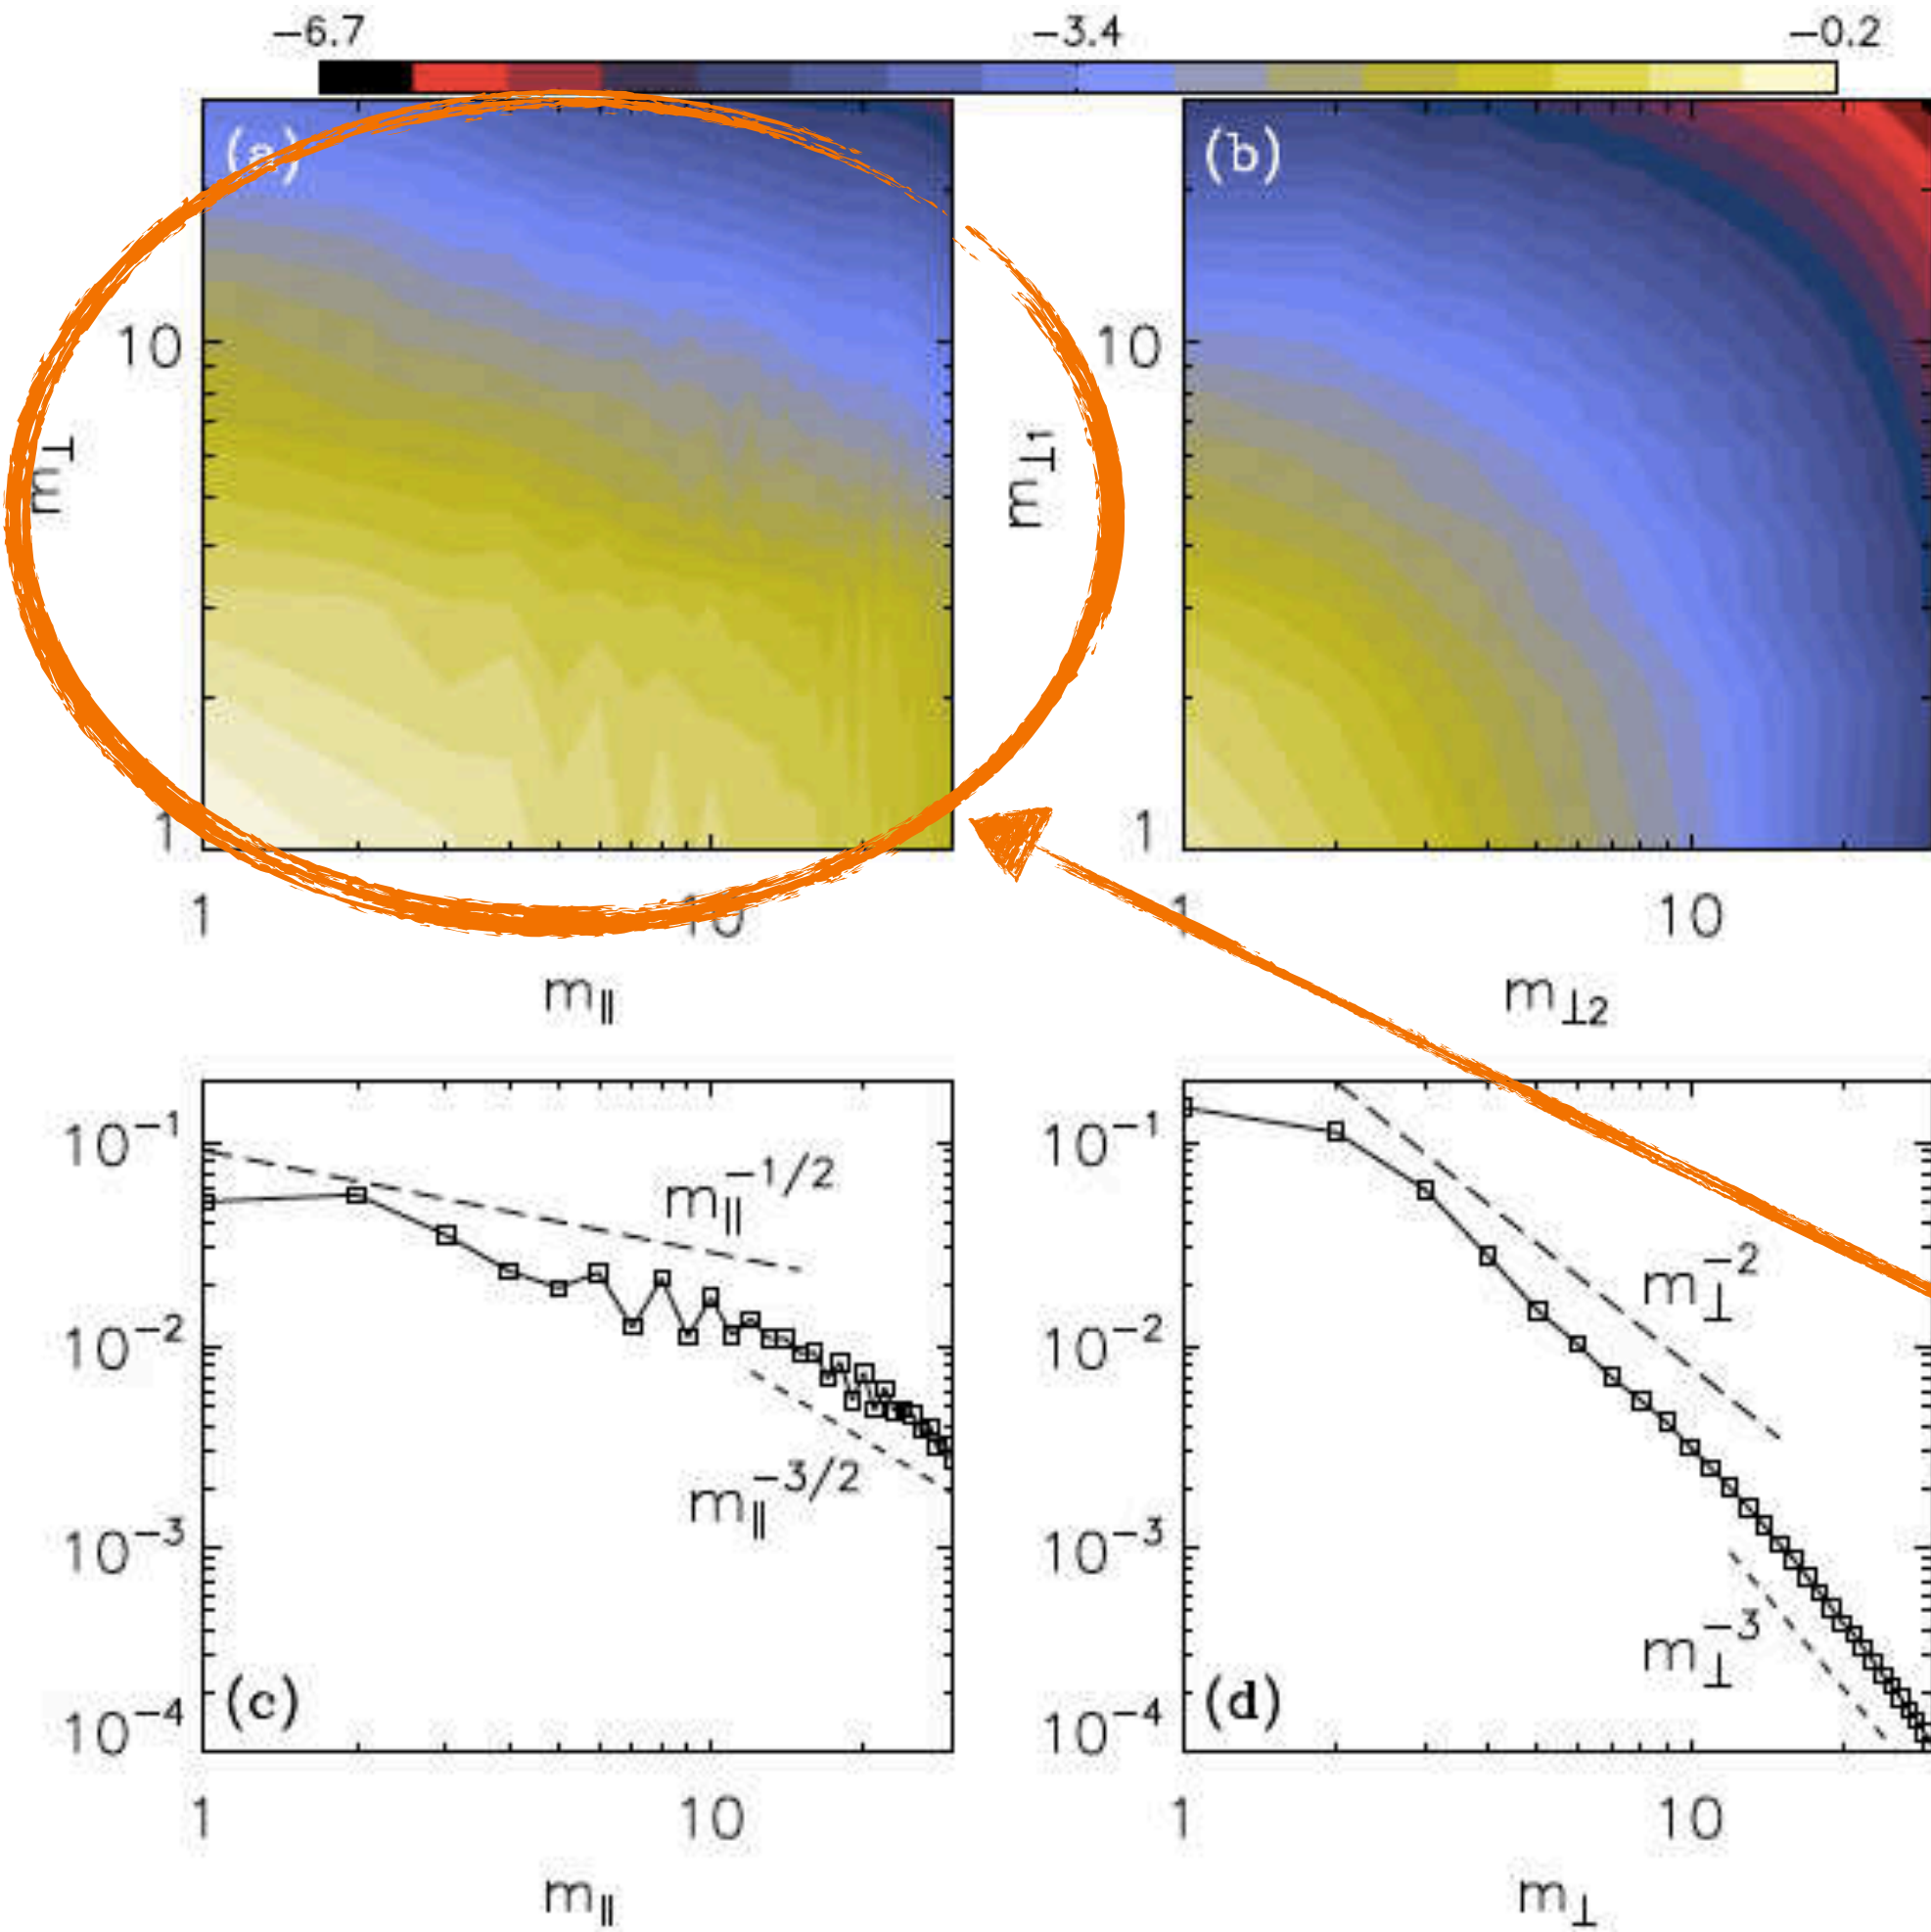 −6.7 −3.4 −0.2
(a) (b)
10 10
m⊥ m⊥1
1 1
1 10 1 10
m∥ m⊥2
10⁻¹ m∥⁻¹/² 10⁻¹
10⁻² 10⁻² m⊥⁻²
m∥⁻³/²
10⁻³ 10⁻³
m⊥⁻³
10⁻⁴ (c) 10⁻⁴ (d)
1 10 1 10
m∥ m⊥